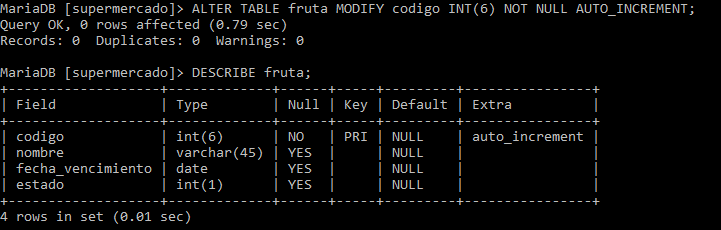 MariaDB [supermercado]> ALTER TABLE fruta MODIFY codigo INT(6) NOT NULL AUTO_INCREMENT;
Query OK, 0 rows affected (0.79 sec)
Records: 0  Duplicates: 0  Warnings: 0

MariaDB [supermercado]> DESCRIBE fruta;
+-------------------+-------------+------+-----+---------+----------------+
| Field             | Type        | Null | Key | Default | Extra          |
+-------------------+-------------+------+-----+---------+----------------+
| codigo            | int(6)      | NO   | PRI | NULL    | auto_increment |
| nombre            | varchar(45) | YES  |     | NULL    |                |
| fecha_vencimiento | date        | YES  |     | NULL    |                |
| estado            | int(1)      | YES  |     | NULL    |                |
+-------------------+-------------+------+-----+---------+----------------+
4 rows in set (0.01 sec)